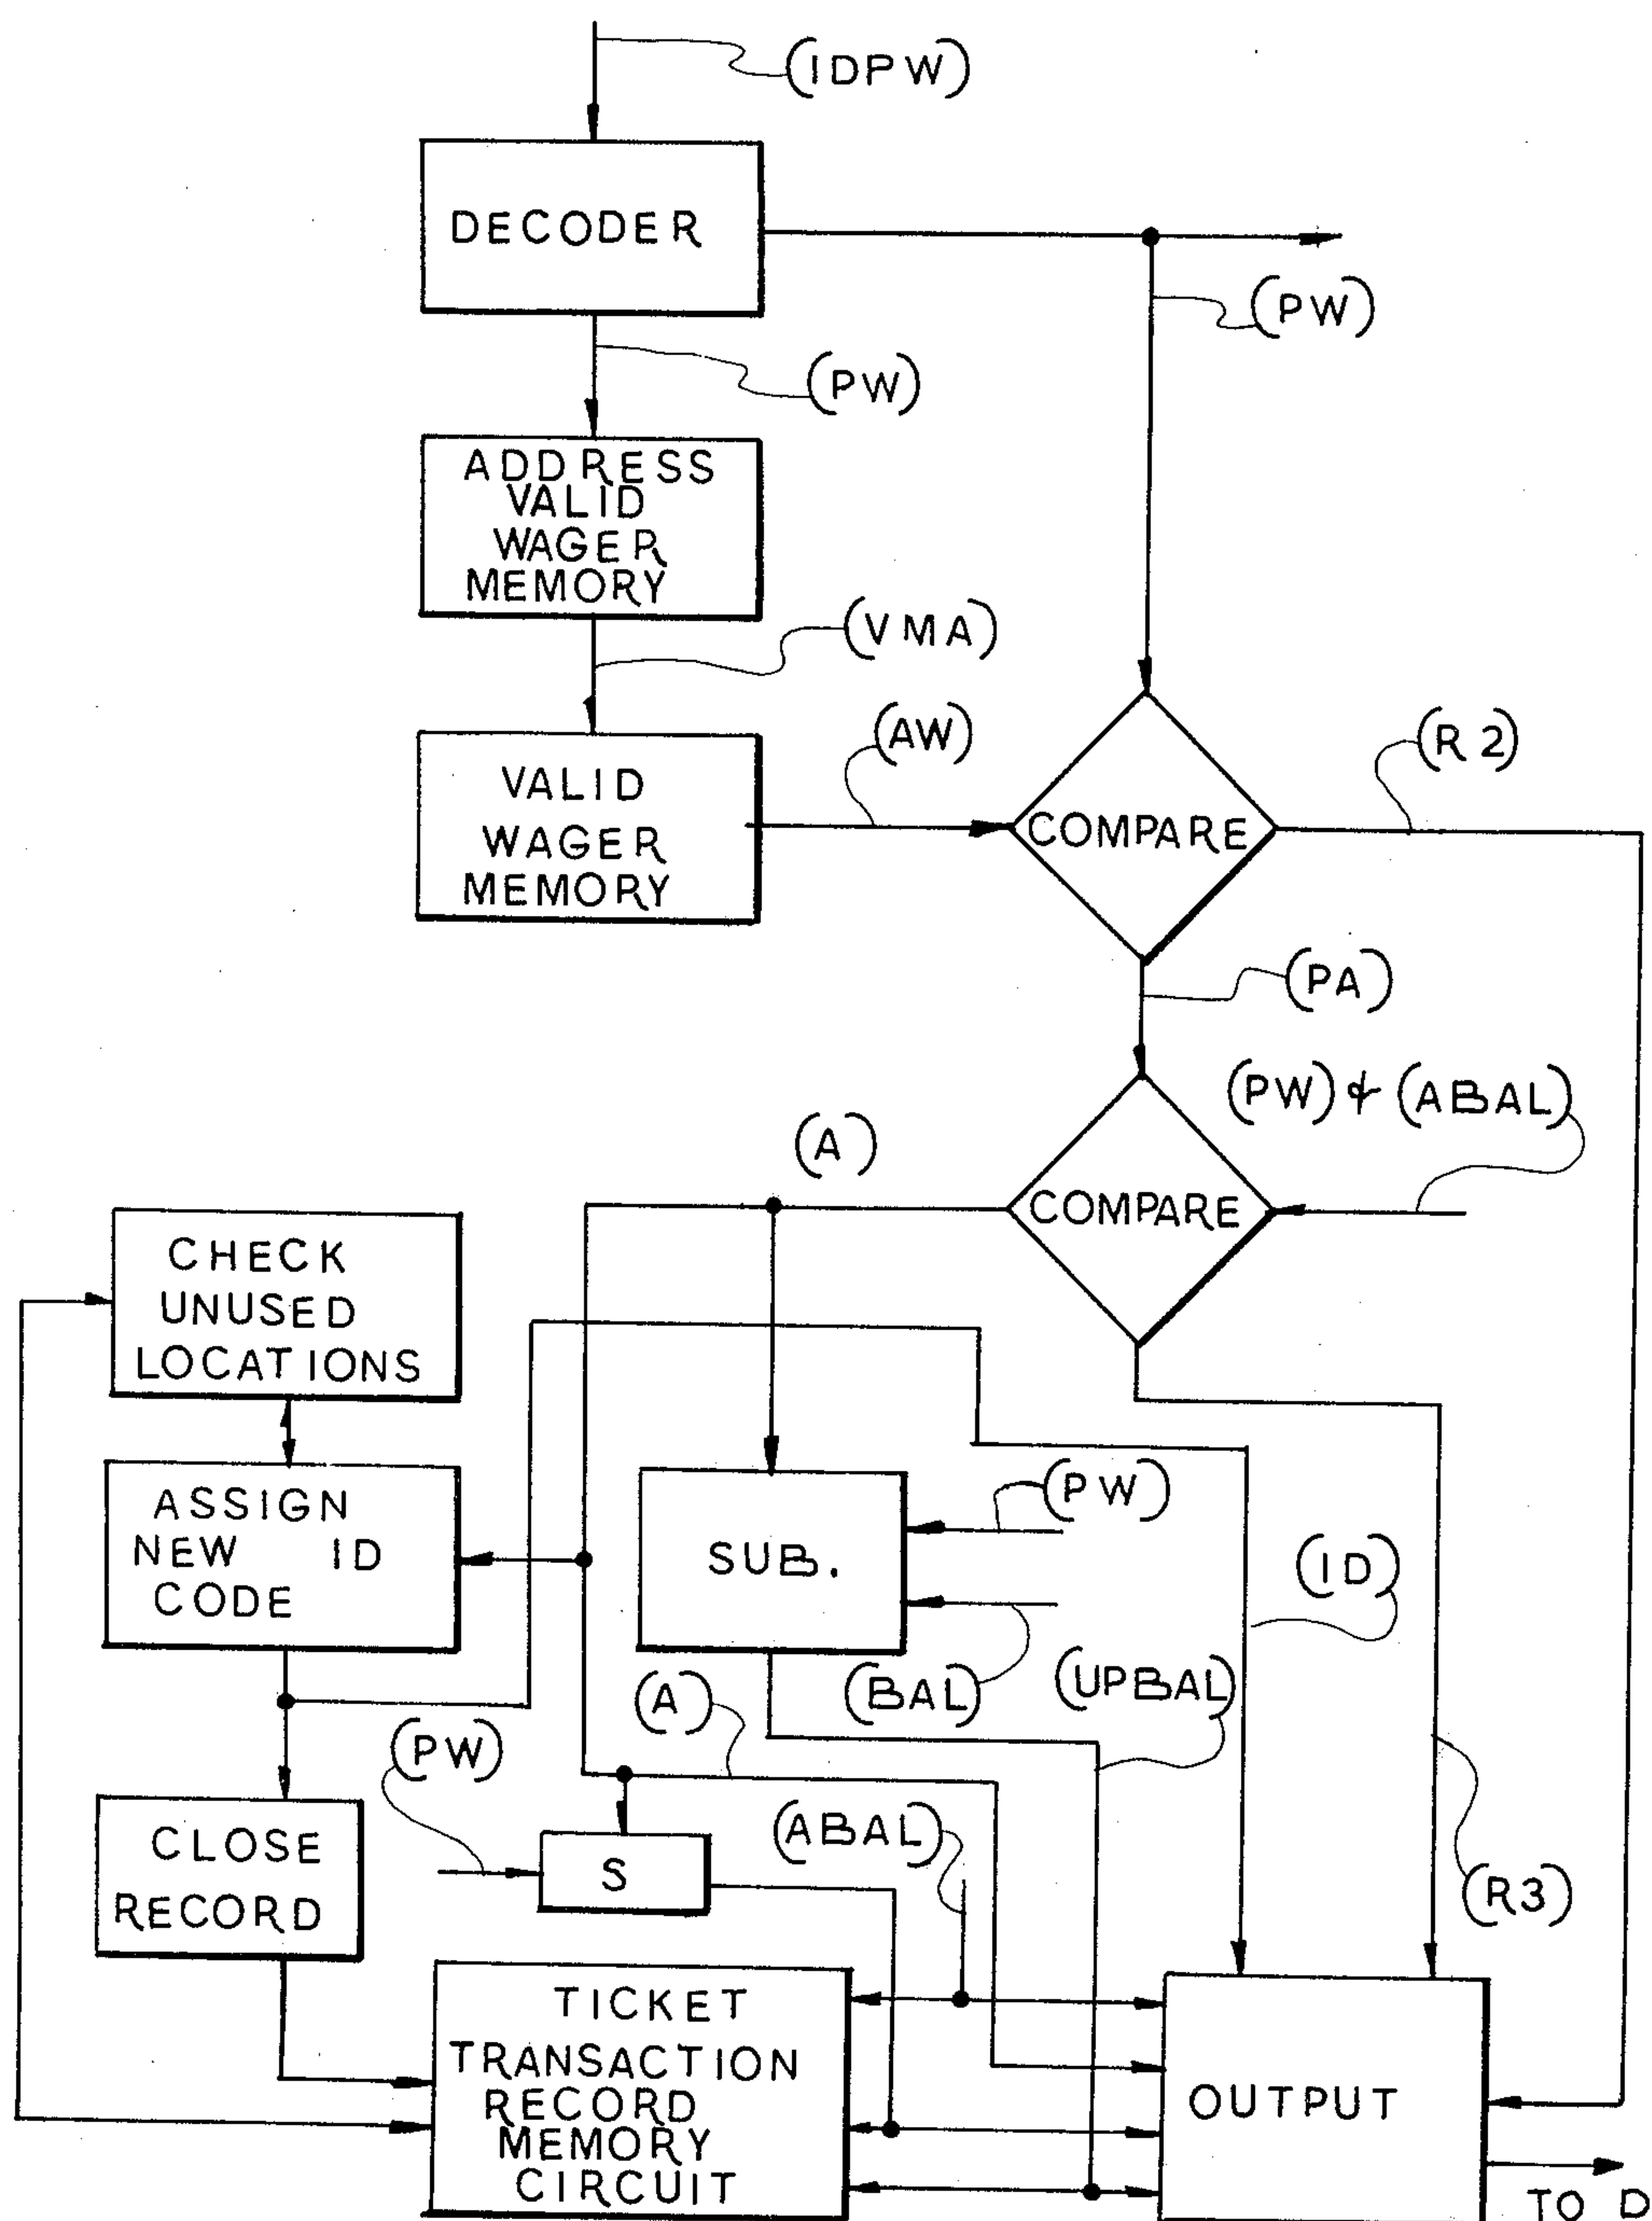 (IDPW)
DECODER
(PW)
(PW)
ADDRESS
VALID
WAGER
MEMORY
(VMA)
(AW)
(R2)
VALID
WAGER
MEMORY
COMPARE
(PA)
(PW) & (ABAL)
(A)
COMPARE
CHECK
UNUSED
LOCATIONS
ASSIGN
NEW ID
CODE
(PW)
SUB.
(ID)
(BAL)
(UPBAL)
(A)
(PW)
(ABAL)
CLOSE
RECORD
S
(R3)
TICKET
TRANSACTION
RECORD
MEMORY
CIRCUIT
OUTPUT
TO D